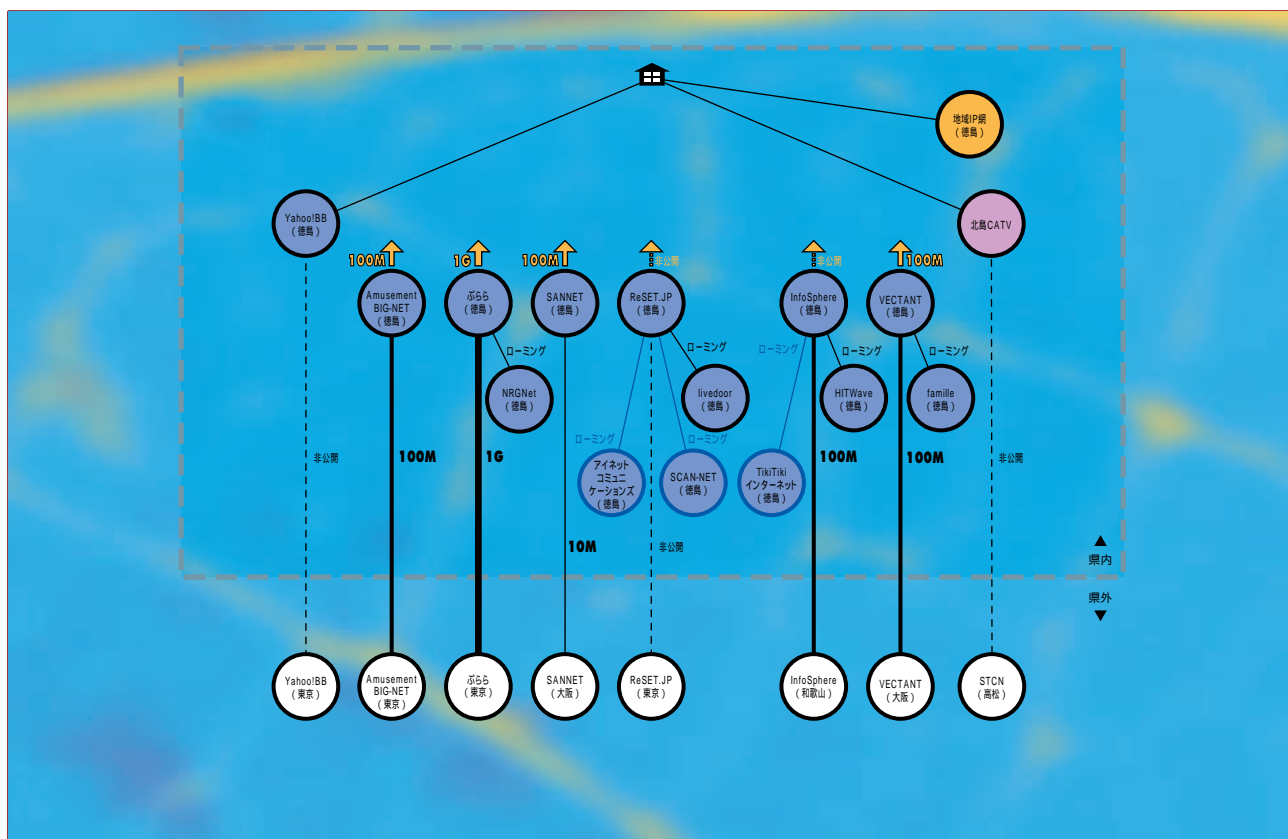 地域IP網
(徳島)
Yahoo!BB
(徳島)
北島CATV
100M
1G
100M
非公開
非公開
100M
Amusement
BIG-NET
(徳島)
ぷらら
(徳島)
SANNET
(徳島)
ReSET.JP
(徳島)
InfoSphere
(徳島)
VECTANT
(徳島)
ローミング
ローミング
ローミング
ローミング
ローミング
NRGNet
(徳島)
livedoor
(徳島)
HITWave
(徳島)
famille
(徳島)
ローミング
ローミング
非公開
100M
1G
アイネット
コミュニ
ケーションズ
(徳島)
SCAN-NET
(徳島)
TikiTiki
インターネット
(徳島)
100M
100M
非公開
10M
非公開
▲
県内
県外
▼
Yahoo!BB
(東京)
Amusement
BIG-NET
(東京)
ぷらら
(東京)
SANNET
(大阪)
ReSET.JP
(東京)
InfoSphere
(和歌山)
VECTANT
(大阪)
STCN
(高松)